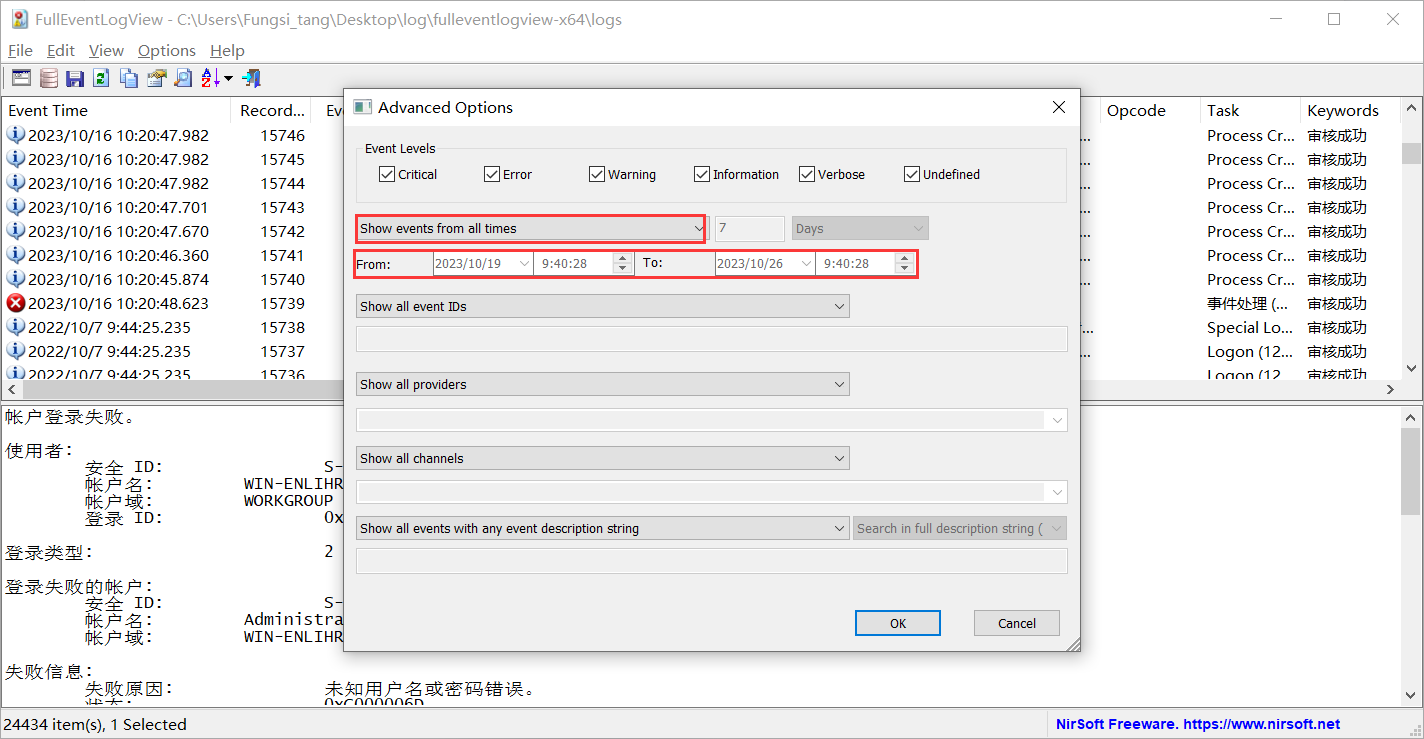 FullEventLogView - C:\Users\Fungsi_tang\Desktop\log\fulleventlogview-x64\logs
File Edit View Options Help
Event Time Record... Opcode Task Keywords
2023/10/16 10:20:47.982 15746 Process Cr... 审核成功
2023/10/16 10:20:47.982 15745 Process Cr... 审核成功
2023/10/16 10:20:47.982 15744 Process Cr... 审核成功
2023/10/16 10:20:47.701 15743 Process Cr... 审核成功
2023/10/16 10:20:47.670 15742 Process Cr... 审核成功
2023/10/16 10:20:46.360 15741 Process Cr... 审核成功
2023/10/16 10:20:45.874 15740 Process Cr... 审核成功
2023/10/16 10:20:48.623 15739 事件处理 (... 审核成功
2022/10/7 9:44:25.235 15738 Special Lo... 审核成功
2022/10/7 9:44:25.235 15737 Logon (12... 审核成功
2022/10/7 9:44:25.235 15736 Logon (12... 审核成功
Advanced Options
Event Levels
Critical Error Warning Information Verbose Undefined
Show events from all times 7 Days
From: 2023/10/19 9:40:28 To: 2023/10/26 9:40:28
Show all event IDs
Show all providers
Show all channels
Show all events with any event description string Search in full description string (
OK Cancel
帐户登录失败。
使用者:
安全 ID: S-
帐户名: WIN-ENLIHR
帐户域: WORKGROUP
登录 ID: 0x
登录类型: 2
登录失败的帐户:
安全 ID: S-
帐户名: Administra
帐户域: WIN-ENLIHR
失败信息:
失败原因: 未知用户名或密码错误。
状态: 0xC000006D
24434 item(s), 1 Selected
NirSoft Freeware. https://www.nirsoft.net